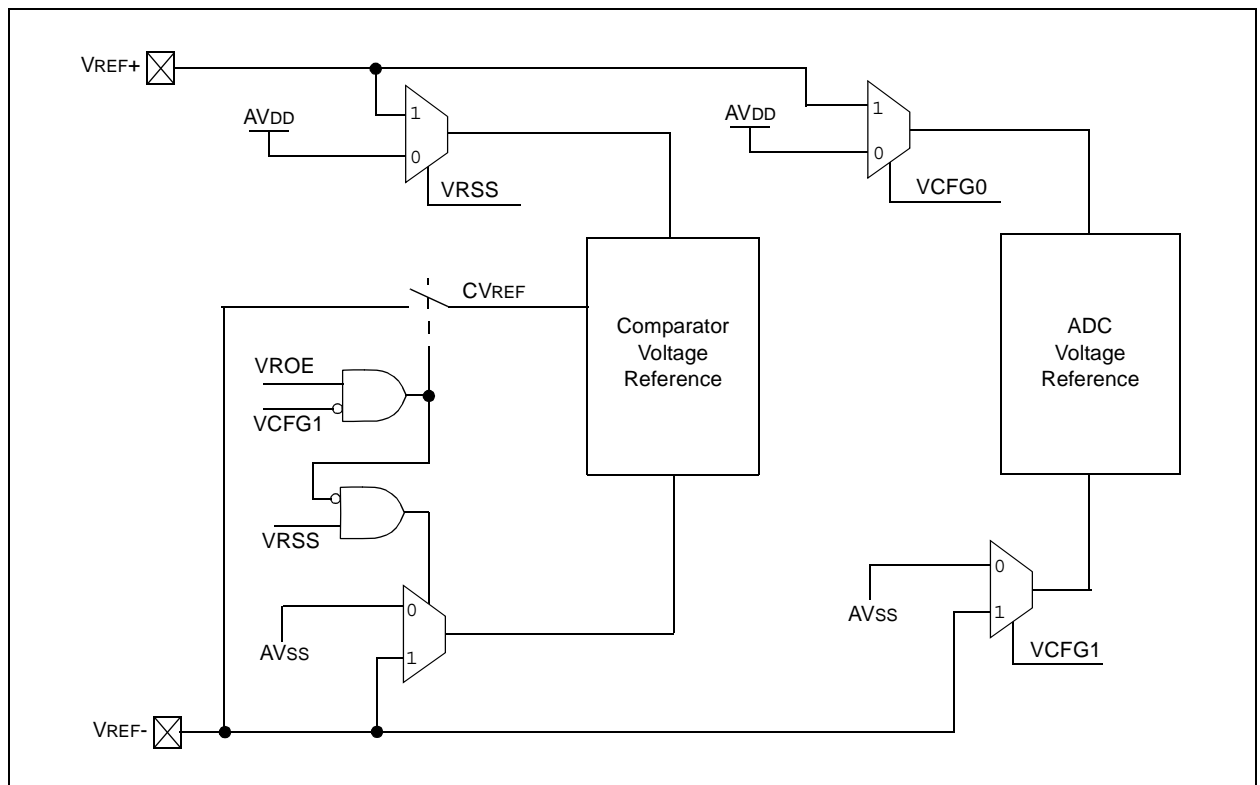 VREF+
AVDD
1
0
VRSS
AVDD
1
0
VCFG0
CVREF
Comparator
Voltage
Reference
ADC
Voltage
Reference
VROE
VCFG1
VRSS
AVSS
0
1
AVSS
0
1
VCFG1
VREF-